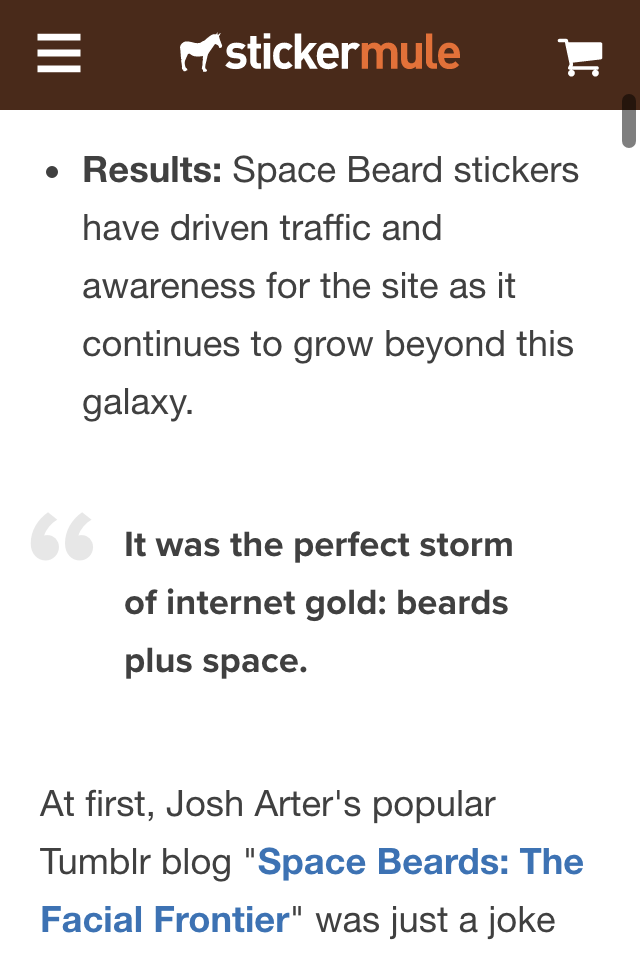 stickermule
• Results: Space Beard stickers
have driven traffic and
awareness for the site as it
continues to grow beyond this
galaxy.
“ It was the perfect storm
of internet gold: beards
plus space.
At first, Josh Arter's popular
Tumblr blog "Space Beards: The
Facial Frontier" was just a joke